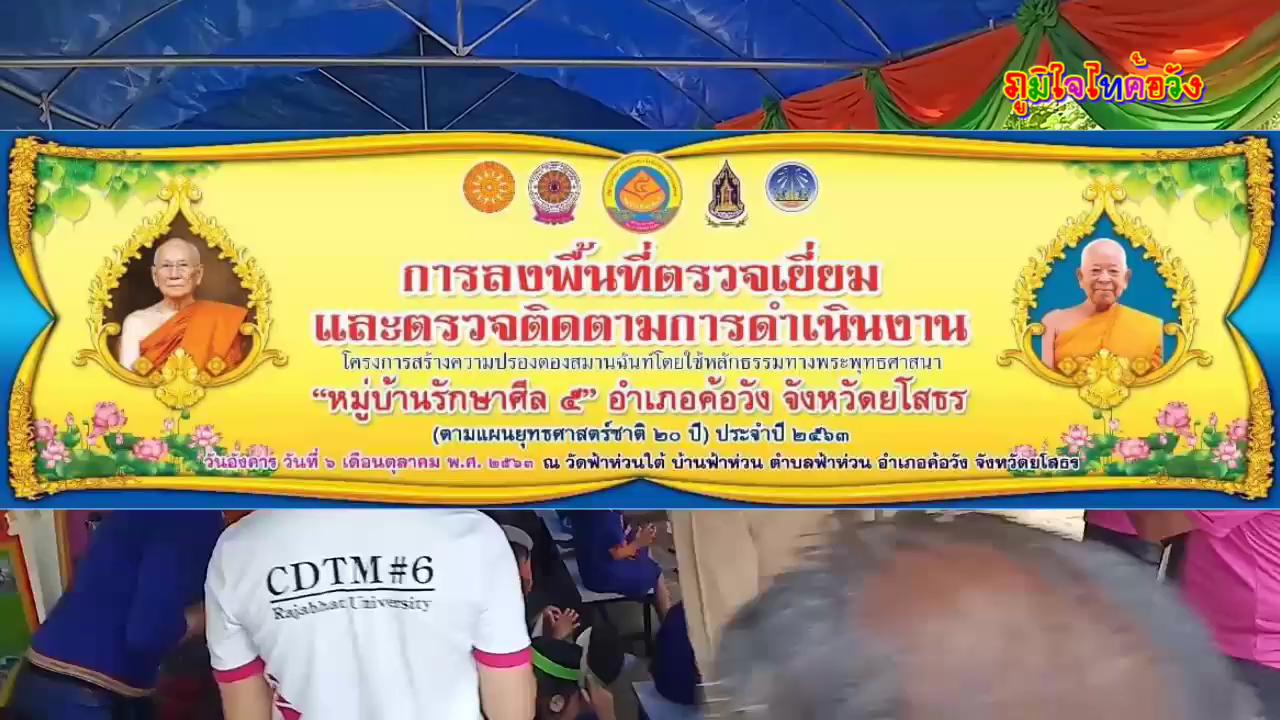 ภูมิใจไทค้อวัง
การลงพื้นที่ตรวจเยี่ยม
และตรวจติดตามการดำเนินงาน
โครงการสร้างความปรองดองสมานฉันท์โดยใช้หลักธรรมทางพระพุทธศาสนา
“หมู่บ้านรักษาศีล ๕” อำเภอค้อวัง จังหวัดยโสธร
(ตามแผนยุทธศาสตร์ชาติ ๒๐ ปี) ประจำปี ๒๕๖๓
วันอังคาร วันที่ ๖ เดือนตุลาคม พ.ศ. ๒๕๖๓ ณ วัดฟ้าห่วนใต้ บ้านฟ้าห่วน ตำบลฟ้าห่วน อำเภอค้อวัง จังหวัดยโสธร
CDTM#6
Rajabhat University